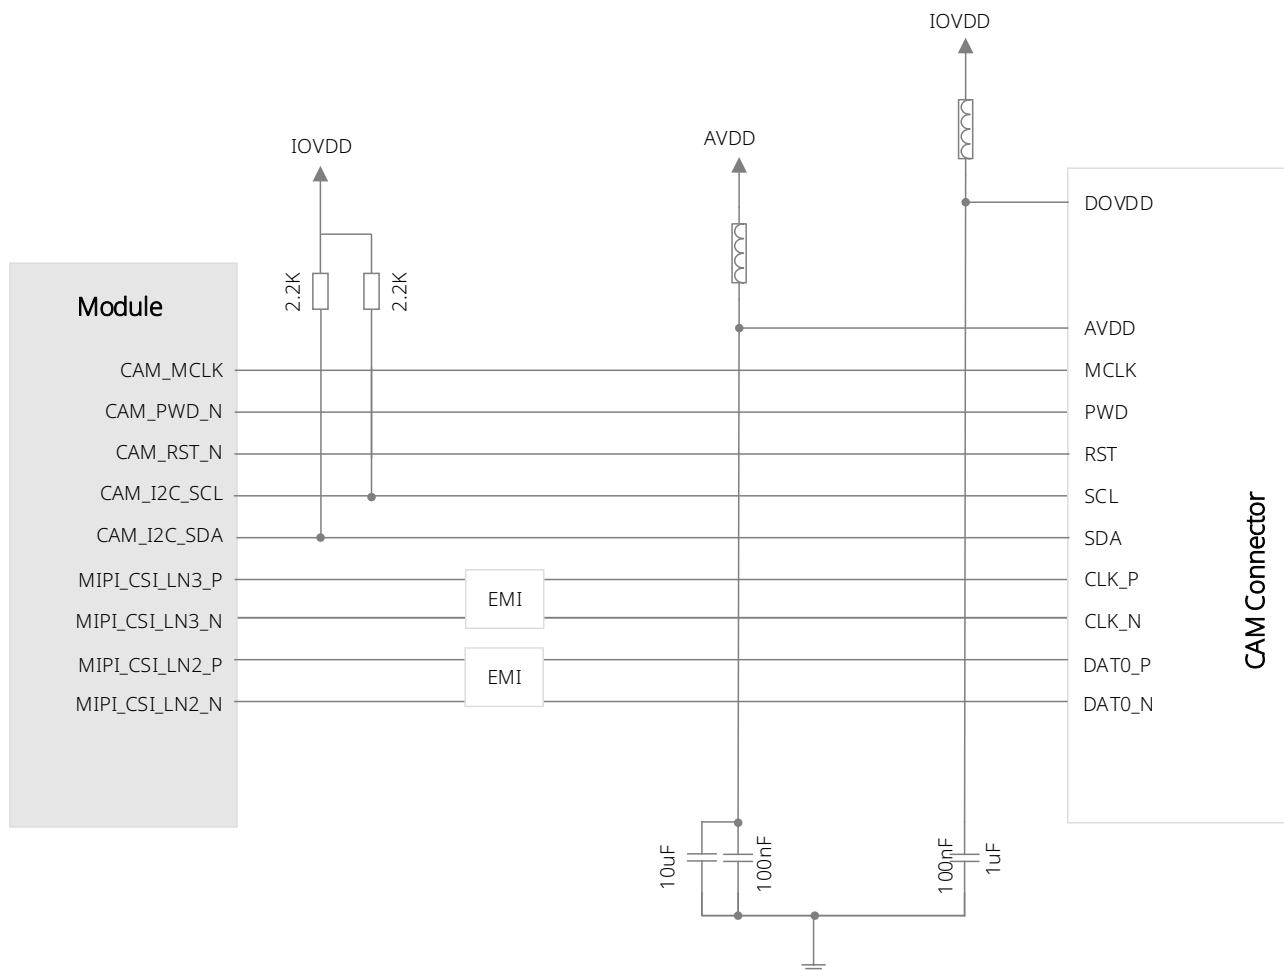 IOVDD
AVDD
IOVDD
2.2K
2.2K
Module
CAM_MCLK
CAM_PWD_N
CAM_RST_N
CAM_I2C_SCL
CAM_I2C_SDA
MIPI_CSI_LN3_P
MIPI_CSI_LN3_N
MIPI_CSI_LN2_P
MIPI_CSI_LN2_N
EMI
EMI
DOVDD
AVDD
MCLK
PWD
RST
SCL
SDA
CLK_P
CLK_N
DAT0_P
DAT0_N
CAM Connector
10uF
100nF
100nF
1uF